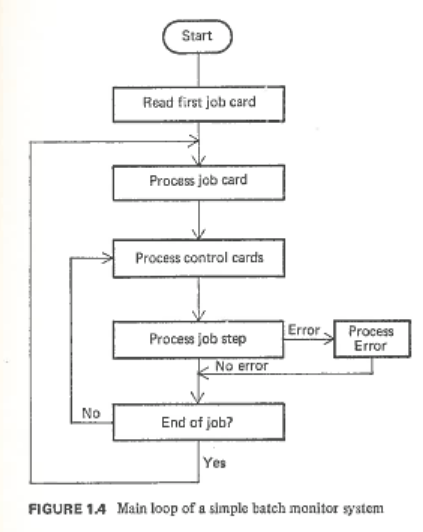 Start
Read first job card
Process job card
Process control cards
Process job step
Error
Process
Error
No error
No
End of job?
Yes
FIGURE 1.4 Main loop of a simple batch monitor system